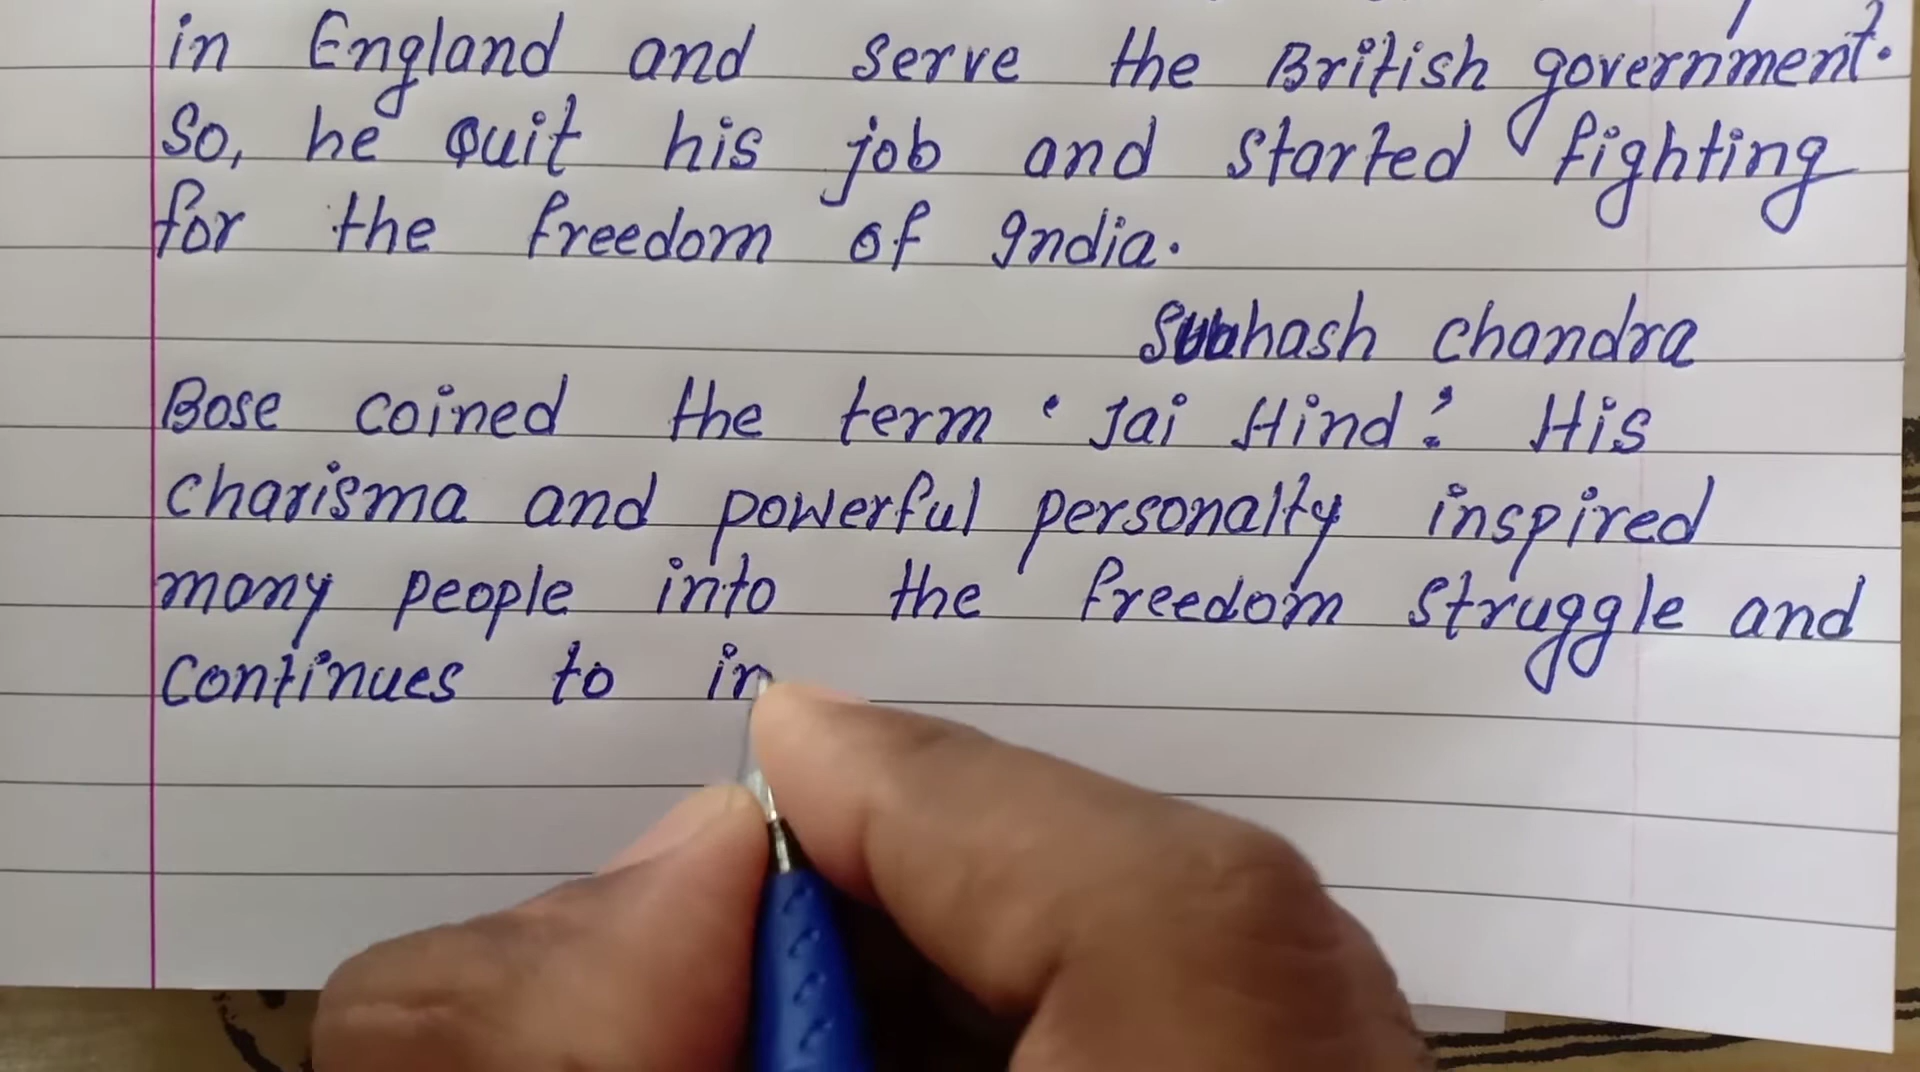 in England and serve the British government.
So, he quit his job and started fighting
for the freedom of India.
Subhash chandra
Bose coined the term 'Jai Hind'. His
charisma and powerful personalty inspired
many people into the freedom struggle and
continues to in